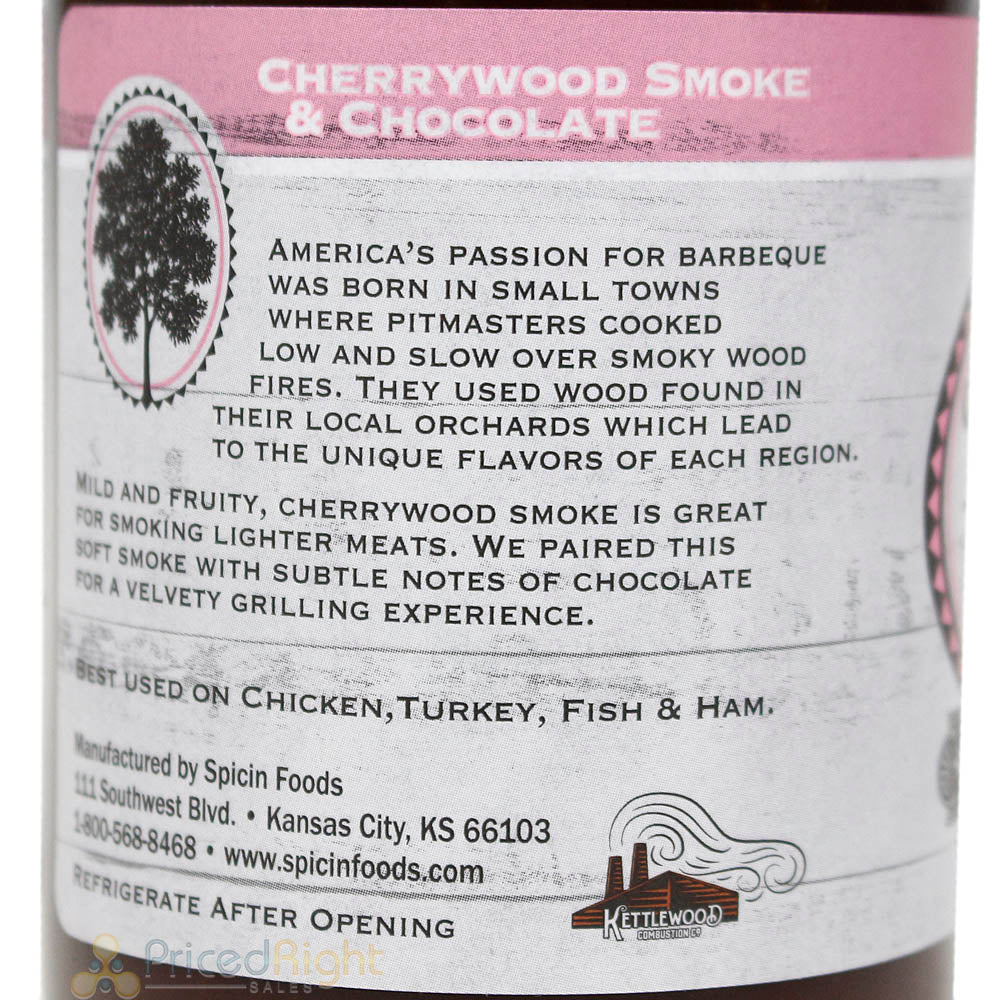 CHERRYWOOD SMOKE
& CHOCOLATE
AMERICA'S PASSION FOR BARBEQUE
WAS BORN IN SMALL TOWNS
WHERE PITMASTERS COOKED
LOW AND SLOW OVER SMOKY WOOD
FIRES. THEY USED WOOD FOUND IN
THEIR LOCAL ORCHARDS WHICH LEAD
TO THE UNIQUE FLAVORS OF EACH REGION.
MILD AND FRUITY, CHERRYWOOD SMOKE IS GREAT
FOR SMOKING LIGHTER MEATS. WE PAIRED THIS
SOFT SMOKE WITH SUBTLE NOTES OF CHOCOLATE
FOR A VELVETY GRILLING EXPERIENCE.
BEST USED ON CHICKEN, TURKEY, FISH & HAM.
Manufactured by Spicin Foods
111 Southwest Blvd. • Kansas City, KS 66103
1-800-568-8468 • www.spicinfoods.com
REFRIGERATE AFTER OPENING
KETTLEWOOD
COMBUSTION CO
PricedRight
SALES